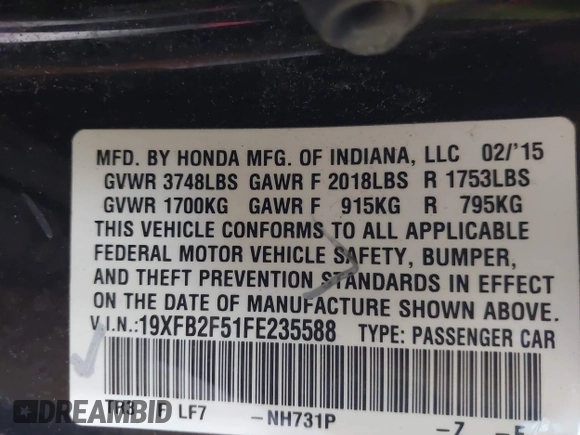 MFD. BY HONDA MFG. OF INDIANA, LLC 02/'15
GVWR 3748LBS GAWR F 2018LBS R 1753LBS
GVWR 1700KG GAWR F 915KG R 795KG
THIS VEHICLE CONFORMS TO ALL APPLICABLE
FEDERAL MOTOR VEHICLE SAFETY, BUMPER,
AND THEFT PREVENTION STANDARDS IN EFFECT
ON THE DATE OF MANUFACTURE SHOWN ABOVE.
V.I.N.:19XFB2F51FE235588 TYPE: PASSENGER CAR
TR3 F LF7 -NH731P -7 -E
DREAMBID